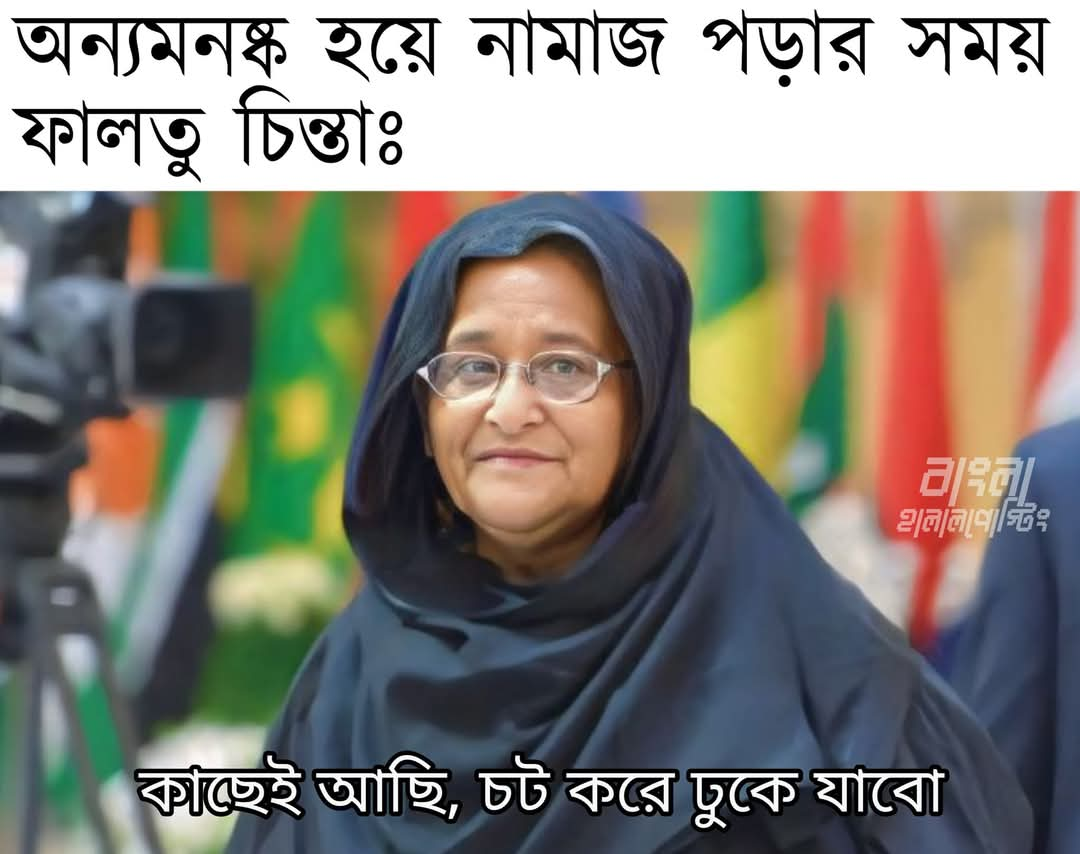 অন্যমনষ্ক হয়ে নামাজ পড়ার সময়
ফালতু চিন্তাঃ
বাংলা
হালালপোস্টিং
কাছেই আছি, চট করে ঢুকে যাবো